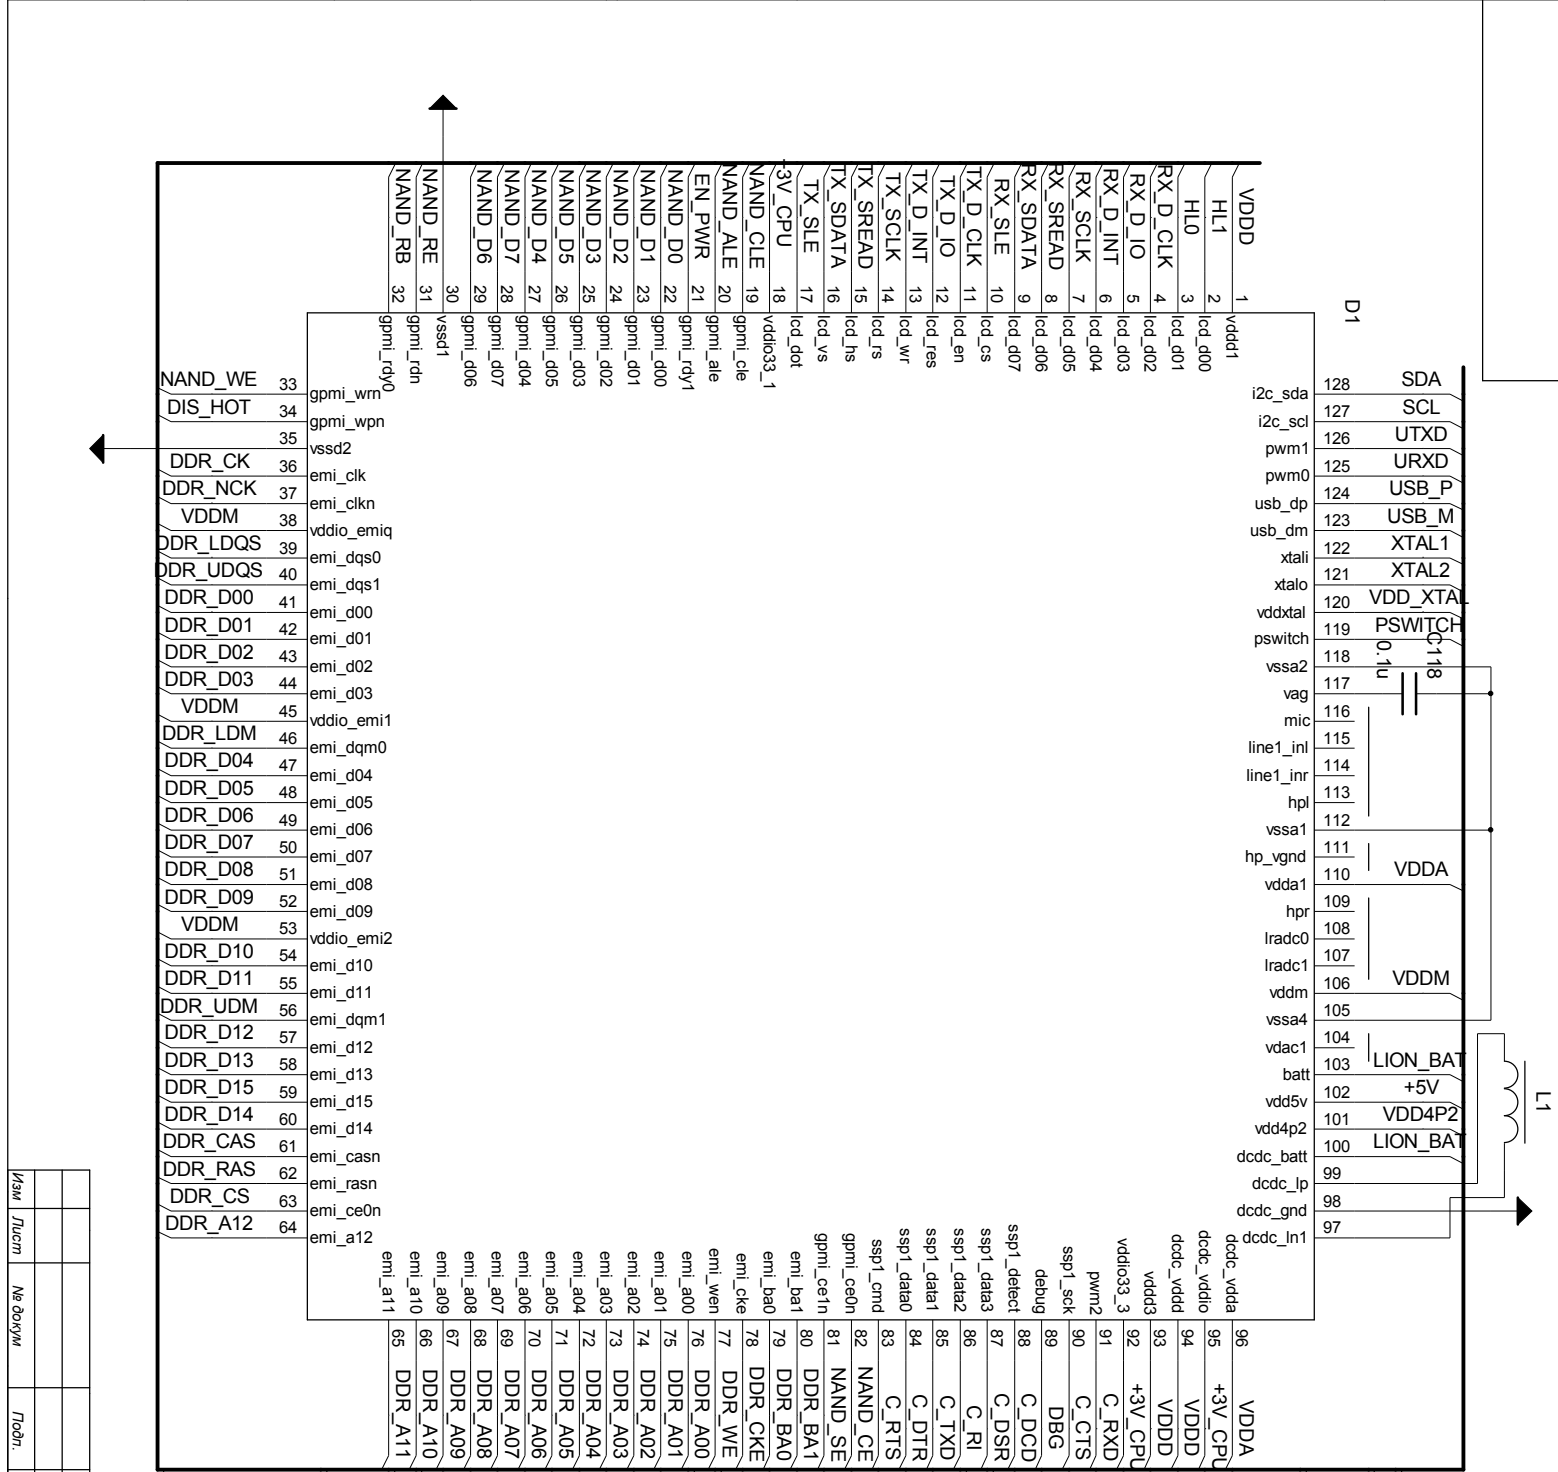 D1
VDDD 1 vddd1
HL1 2 lcd_d00
HL0 3 lcd_d01
RX_D_CLK 4 lcd_d02
RX_D_IO 5 lcd_d03
RX_D_INT 6 lcd_d04
RX_SCLK 7 lcd_d05
RX_SREAD 8 lcd_d06
RX_SDATA 9 lcd_d07
RX_SLE 10 lcd_cs
TX_D_CLK 11 lcd_en
TX_D_IO 12 lcd_res
TX_D_INT 13 lcd_wr
TX_SCLK 14 lcd_rs
TX_SREAD 15 lcd_hs
TX_SDATA 16 lcd_vs
TX_SLE 17 lcd_dot
+3V_CPU 18 vddio33_1
NAND_CLE 19 gpmi_cle
NAND_ALE 20 gpmi_ale
EN_PWR 21 gpmi_rdy1
NAND_D0 22 gpmi_d00
NAND_D1 23 gpmi_d01
NAND_D2 24 gpmi_d02
NAND_D3 25 gpmi_d03
NAND_D5 26 gpmi_d05
NAND_D4 27 gpmi_d04
NAND_D7 28 gpmi_d07
NAND_D6 29 gpmi_d06
30 vssd1
NAND_RE 31 gpmi_rdn
NAND_RB 32 gpmi_rdy0
NAND_WE 33 gpmi_wrn
DIS_HOT 34 gpmi_wpn
35 vssd2
DDR_CK 36 emi_clk
DDR_NCK 37 emi_clkn
VDDM 38 vddio_emiq
DDR_LDQS 39 emi_dqs0
DDR_UDQS 40 emi_dqs1
DDR_D00 41 emi_d00
DDR_D01 42 emi_d01
DDR_D02 43 emi_d02
DDR_D03 44 emi_d03
VDDM 45 vddio_emi1
DDR_LDM 46 emi_dqm0
DDR_D04 47 emi_d04
DDR_D05 48 emi_d05
DDR_D06 49 emi_d06
DDR_D07 50 emi_d07
DDR_D08 51 emi_d08
DDR_D09 52 emi_d09
VDDM 53 vddio_emi2
DDR_D10 54 emi_d10
DDR_D11 55 emi_d11
DDR_UDM 56 emi_dqm1
DDR_D12 57 emi_d12
DDR_D13 58 emi_d13
DDR_D15 59 emi_d15
DDR_D14 60 emi_d14
DDR_CAS 61 emi_casn
DDR_RAS 62 emi_rasn
DDR_CS 63 emi_ce0n
DDR_A12 64 emi_a12
emi_a11 65 DDR_A11
emi_a10 66 DDR_A10
emi_a09 67 DDR_A09
emi_a08 68 DDR_A08
emi_a07 69 DDR_A07
emi_a06 70 DDR_A06
emi_a05 71 DDR_A05
emi_a04 72 DDR_A04
emi_a03 73 DDR_A03
emi_a02 74 DDR_A02
emi_a01 75 DDR_A01
emi_a00 76 DDR_A00
emi_wen 77 DDR_WE
emi_cke 78 DDR_CKE
emi_ba0 79 DDR_BA0
emi_ba1 80 DDR_BA1
gpmi_ce1n 81 NAND_SE
gpmi_ce0n 82 NAND_CE
ssp1_cmd 83 C_RTS
ssp1_data0 84 C_DTR
ssp1_data1 85 C_TXD
ssp1_data2 86 C_RI
ssp1_data3 87 C_DSR
ssp1_detect 88 C_DCD
debug 89 DBG
ssp1_sck 90 C_CTS
pwm2 91 C_RXD
vddio33_3 92 +3V_CPU
vddd3 93 VDDD
dcdc_vddd 94 VDDD
dcdc_vddio 95 +3V_CPU
dcdc_vdda 96 VDDA
i2c_sda 128 SDA
i2c_scl 127 SCL
pwm1 126 UTXD
pwm0 125 URXD
usb_dp 124 USB_P
usb_dm 123 USB_M
xtali 122 XTAL1
xtalo 121 XTAL2
vddxtal 120 VDD_XTAL
pswitch 119 PSWITCH
vssa2 118
vag 117
C118
0.1u
mic 116
line1_inl 115
line1_inr 114
hpl 113
vssa1 112
hp_vgnd 111
vdda1 110 VDDA
hpr 109
lradc0 108
lradc1 107
vddm 106 VDDM
vssa4 105
vdac1 104
batt 103 LION_BAT
vdd5v 102 +5V
vdd4p2 101 VDD4P2
dcdc_batt 100 LION_BAT
dcdc_lp 99
dcdc_gnd 98
dcdc_ln1 97
L1
Изм Лист № докум Подп.